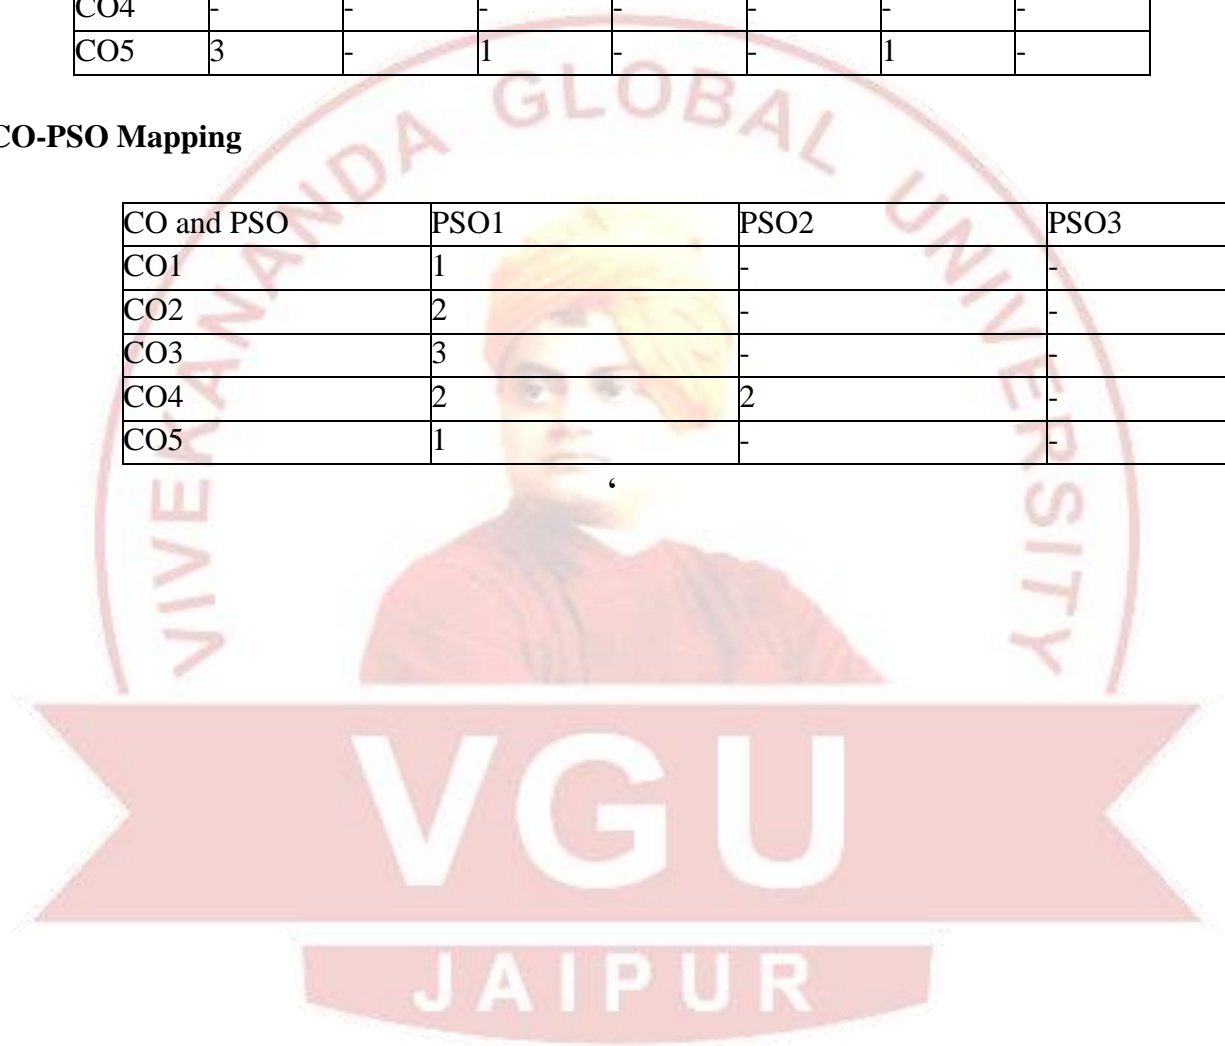 CO4 - - - - - - -
CO5 3 - 1 - - 1 -
CO-PSO Mapping
CO and PSO PSO1 PSO2 PSO3
CO1 1 - -
CO2 2 - -
CO3 3 - -
CO4 2 2 -
CO5 1 - -
‘
VIVEKANANDA GLOBAL UNIVERSITY
VGU
JAIPUR